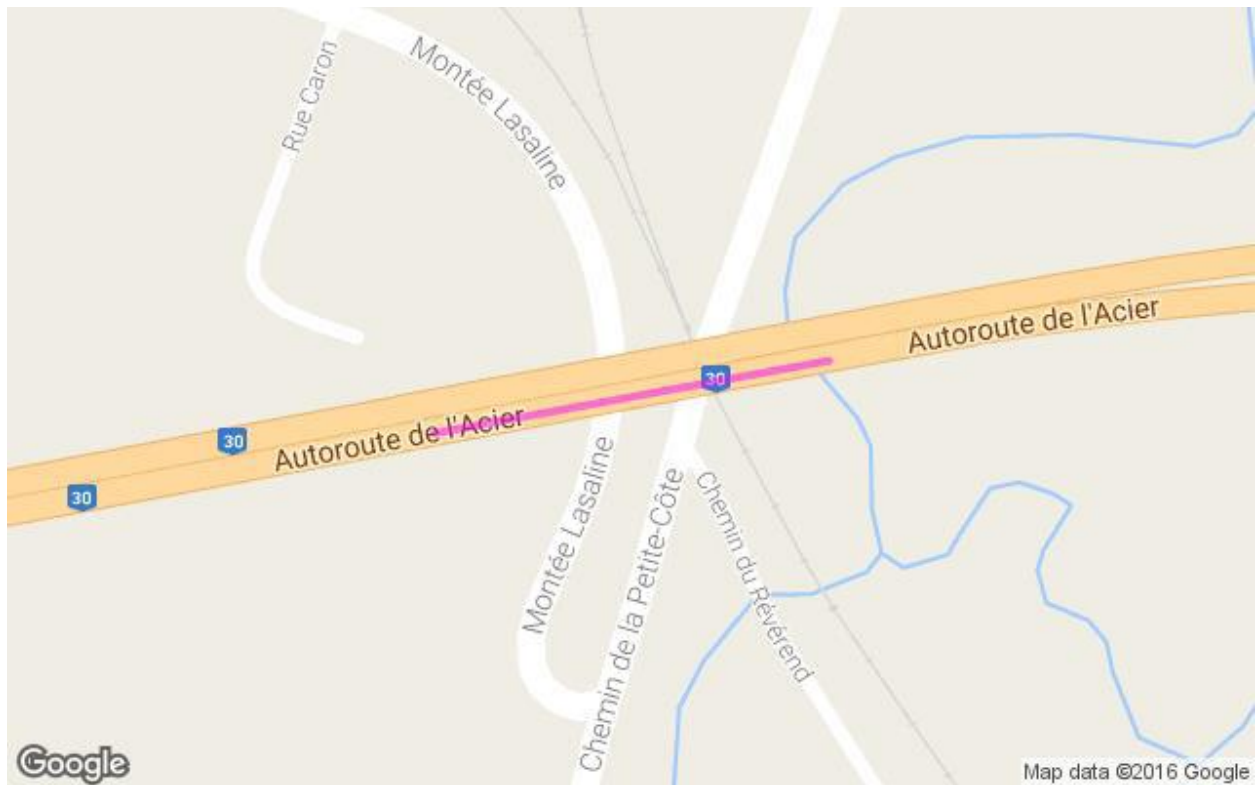 Montée Lasaline
Rue Caron
Autoroute de l'Acier
30
30
Autoroute de l'Acier
30
Montée Lasaline
Chemin de la Petite-Côte
Chemin du Révérend
Google
Map data ©2016 Google